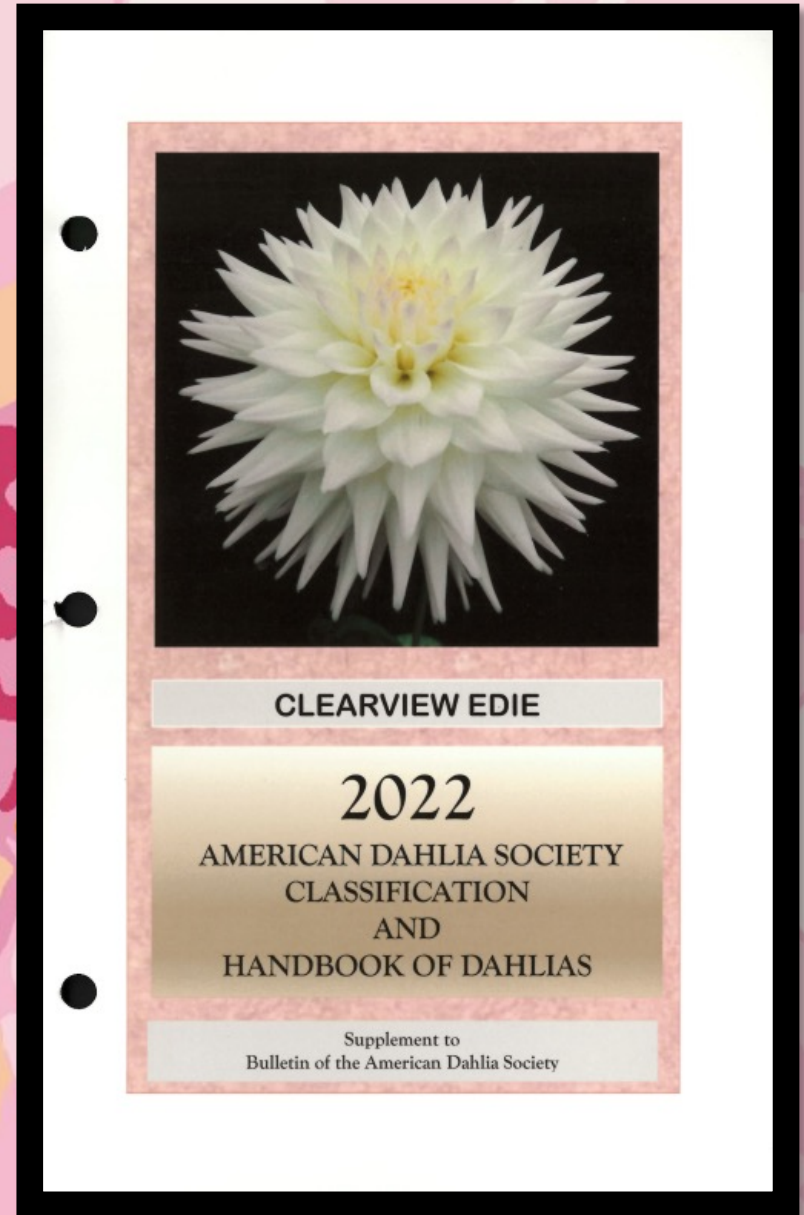 CLEARVIEW EDIE
2022
AMERICAN DAHLIA SOCIETY
CLASSIFICATION
AND
HANDBOOK OF DAHLIAS
Supplement to
Bulletin of the American Dahlia Society